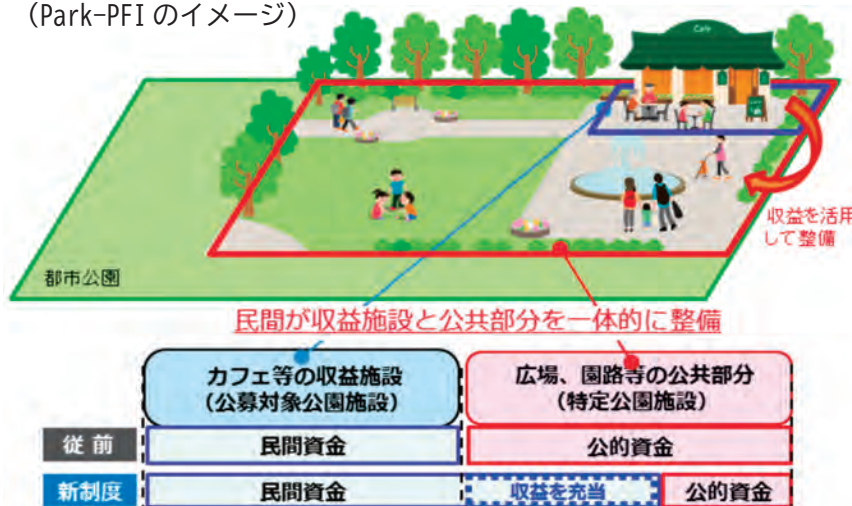 （Park-PFI のイメージ）
Cafe
収益を活用
して整備
都市公園
民間が収益施設と公共部分を一体的に整備
カフェ等の収益施設
（公募対象公園施設）
広場、園路等の公共部分
（特定公園施設）
従前
民間資金
公的資金
新制度
民間資金
収益を充当
公的資金